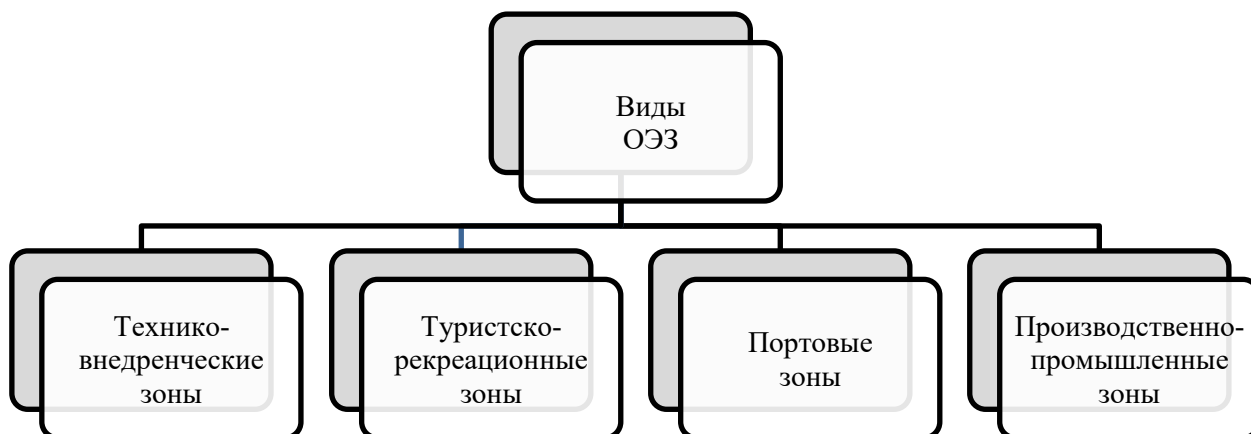 Виды
ОЭЗ
Технико-
внедренческие
зоны
Туристско-
рекреационные
зоны
Портовые
зоны
Производственно-
промышленные
зоны